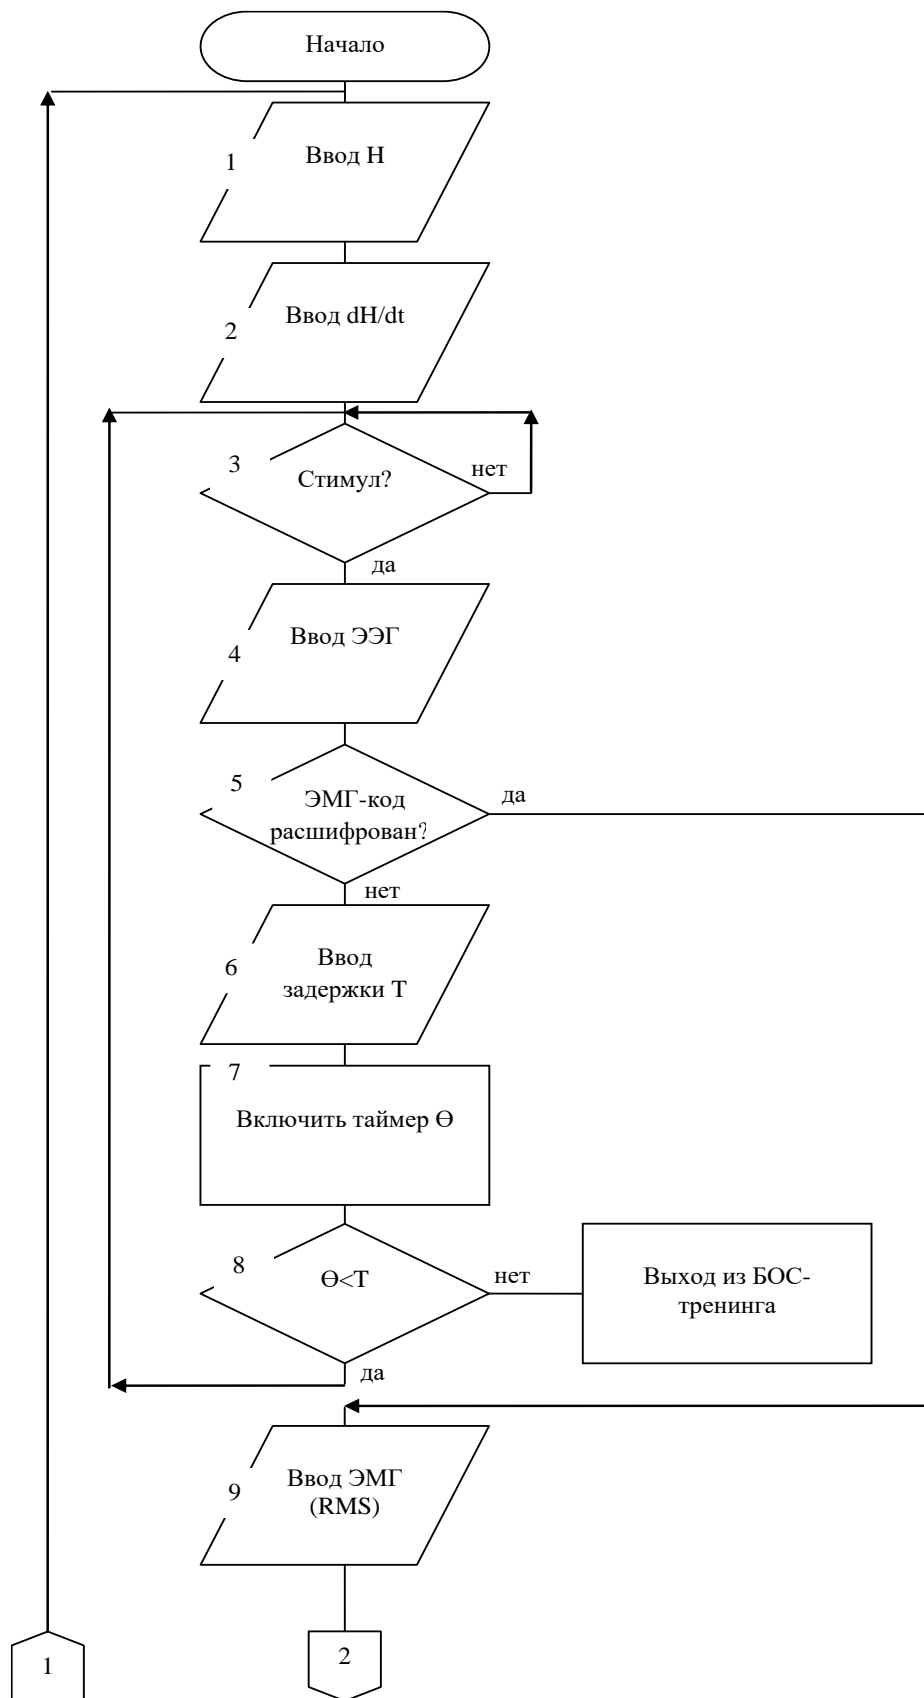 Начало
1
Ввод H
2
Ввод dH/dt
3
Стимул?
нет
да
4
Ввод ЭЭГ
5
ЭМГ-код
расшифрован?
да
нет
6
Ввод
задержки T
7
Включить таймер Ɵ
8
Ɵ<T
нет
Выход из БОС-
тренинга
да
9
Ввод ЭМГ
(RMS)
1
2